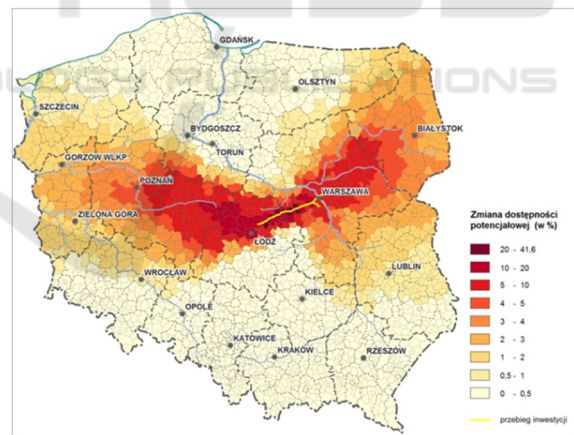 GDAŃSK
OLSZTYN
SZCZECIN
BIAŁYSTOK
BYDGOSZCZ
TORUŃ
GORZÓW WLKP.
POZNAŃ
WARSZAWA
ZIELONA GÓRA
ŁÓDŹ
WROCŁAW
LUBLIN
OPOLE
KIELCE
KATOWICE
KRAKÓW
RZESZÓW
Zmiana dostępności
potencjałowej (w %)
20 - 41,6
10 - 20
5 - 10
4 - 5
3 - 4
2 - 3
1 - 2
0,5 - 1
0 - 0,5
przebieg inwestycji